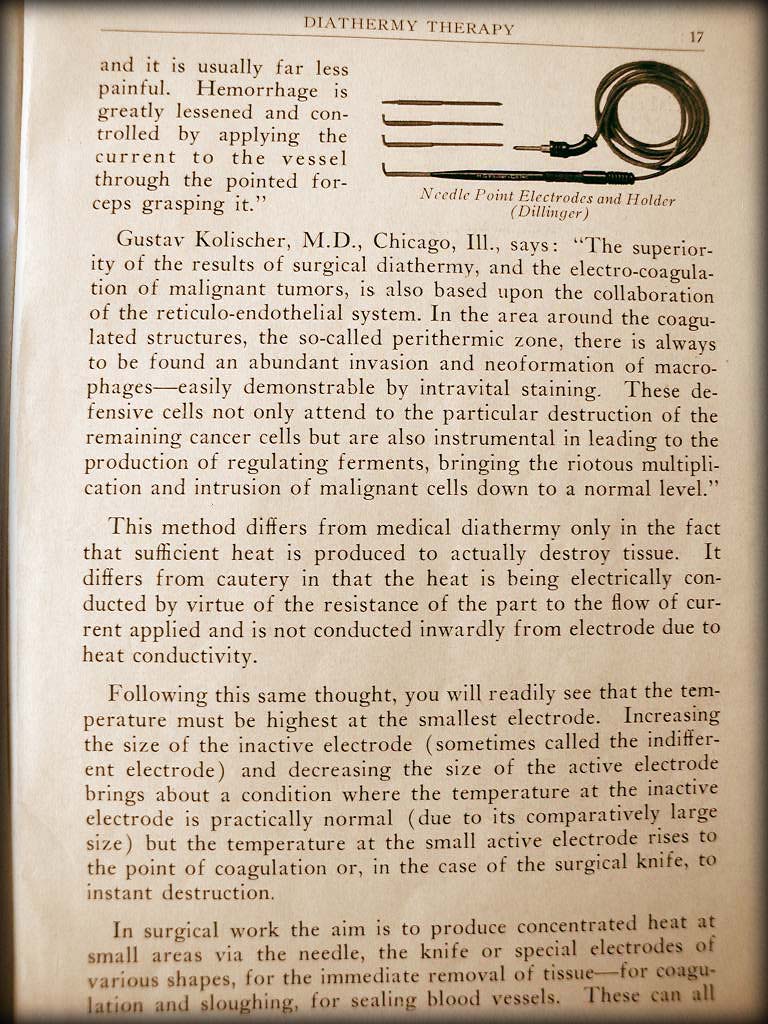 DIATHERMY THERAPY 17
and it is usually far less
painful. Hemorrhage is
greatly lessened and con-
trolled by applying the
current to the vessel
through the pointed for-
ceps grasping it.”
Needle Point Electrodes and Holder
(Dillinger)
Gustav Kolischer, M.D., Chicago, Ill., says: “The superior-
ity of the results of surgical diathermy, and the electro-coagula-
tion of malignant tumors, is also based upon the collaboration
of the reticulo-endothelial system. In the area around the coagu-
lated structures, the so-called perithermic zone, there is always
to be found an abundant invasion and neoformation of macro-
phages—easily demonstrable by intravital staining. These de-
fensive cells not only attend to the particular destruction of the
remaining cancer cells but are also instrumental in leading to the
production of regulating ferments, bringing the riotous multipli-
cation and intrusion of malignant cells down to a normal level.”
This method differs from medical diathermy only in the fact
that sufficient heat is produced to actually destroy tissue. It
differs from cautery in that the heat is being electrically con-
ducted by virtue of the resistance of the part to the flow of cur-
rent applied and is not conducted inwardly from electrode due to
heat conductivity.
Following this same thought, you will readily see that the tem-
perature must be highest at the smallest electrode. Increasing
the size of the inactive electrode (sometimes called the indiffer-
ent electrode) and decreasing the size of the active electrode
brings about a condition where the temperature at the inactive
electrode is practically normal (due to its comparatively large
size) but the temperature at the small active electrode rises to
the point of coagulation or, in the case of the surgical knife, to
instant destruction.
In surgical work the aim is to produce concentrated heat at
small areas via the needle, the knife or special electrodes of
various shapes, for the immediate removal of tissue—for coagu-
lation and sloughing, for sealing blood vessels. These can all